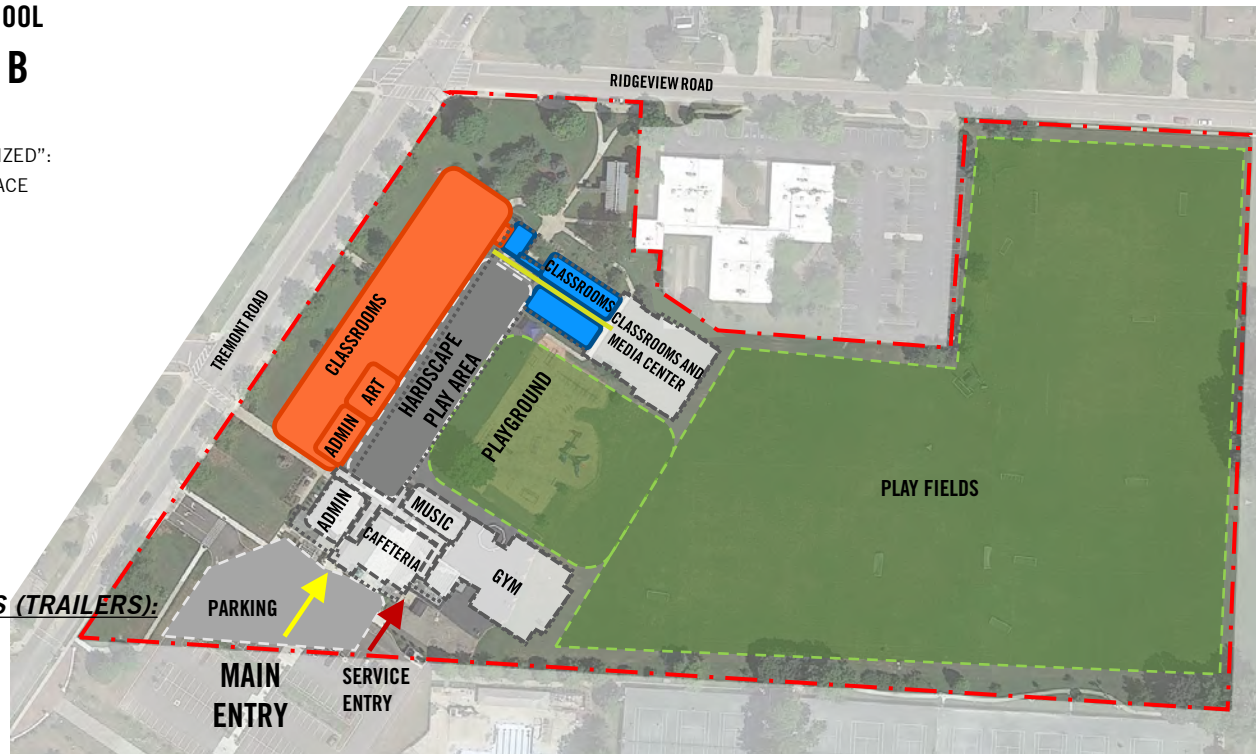 OOL
B
IZED”:
ACE
RIDGEVIEW ROAD
TREMONT ROAD
CLASSROOMS
CLASSROOMS
CLASSROOMS AND
MEDIA CENTER
HARDSCAPE
PLAY AREA
ART
ADMIN
PLAYGROUND
PLAY FIELDS
ADMIN
MUSIC
CAFETERIA
GYM
PARKING
S (TRAILERS):
MAIN
ENTRY
SERVICE
ENTRY